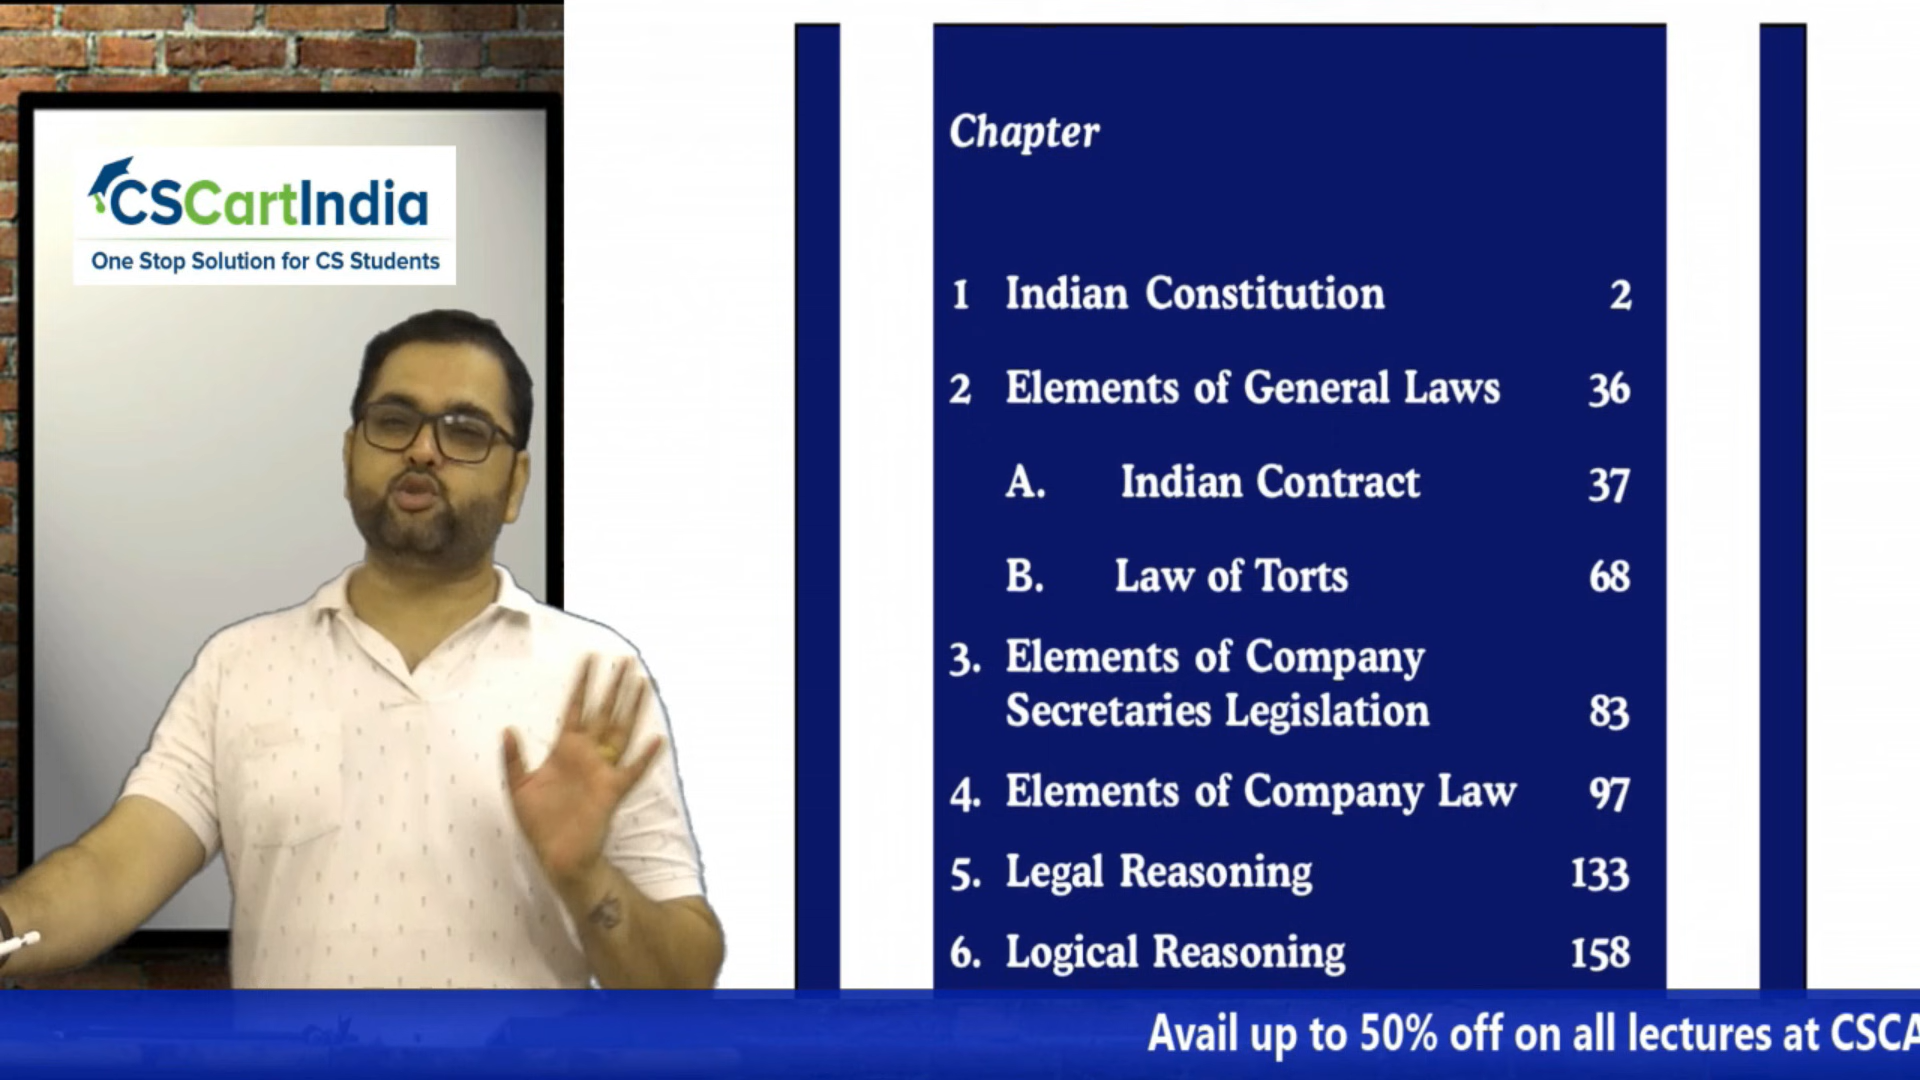 CSCartIndia
One Stop Solution for CS Students
Chapter
1 Indian Constitution 2
2 Elements of General Laws 36
A. Indian Contract 37
B. Law of Torts 68
3. Elements of Company
Secretaries Legislation 83
4. Elements of Company Law 97
5. Legal Reasoning 133
6. Logical Reasoning 158
Avail up to 50% off on all lectures at CSCA